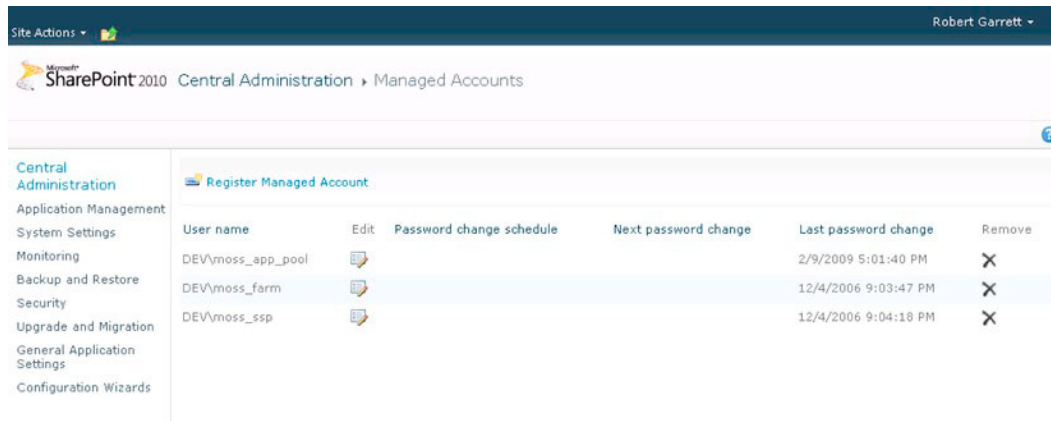 Robert Garrett
Site Actions
Microsoft
SharePoint 2010 Central Administration Managed Accounts
Central
Administration
Application Management
System Settings
Monitoring
Backup and Restore
Security
Upgrade and Migration
General Application
Settings
Configuration Wizards
Register Managed Account
User name Edit Password change schedule Next password change Last password change Remove
DEV\moss_app_pool 2/9/2009 5:01:40 PM
DEV\moss_farm 12/4/2006 9:03:47 PM
DEV\moss_ssp 12/4/2006 9:04:18 PM